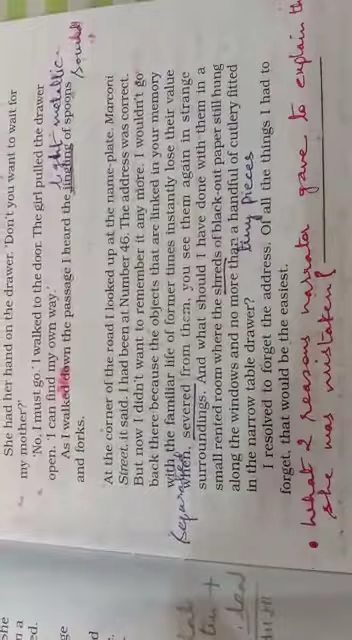 She had her hand on the drawer. 'Don't you want to wait for
my mother?'
'No, I must go.' I walked to the door. The girl pulled the drawer
open. 'I can find my own way.' light metallic
As I walked down the passage I heard the jingling of spoons sound
and forks.
At the corner of the road I looked up at the name-plate. Marconi
Street, it said. I had been at Number 46. The address was correct.
But now I didn't want to remember it any more. I wouldn't go
back there because the objects that are linked in your memory
with the familiar life of former times instantly lose their value
separated when, severed from them, you see them again in strange
surroundings. And what should I have done with them in a
small rented room where the shreds of black-out paper still hung
along the windows and no more than a handful of cutlery fitted
tiny pieces
in the narrow table drawer?
I resolved to forget the address. Of all the things I had to
forget, that would be the easiest.
• What 2 reasons narrator gave to explain th
she was mistaken
she
n a
ed.
ge
d